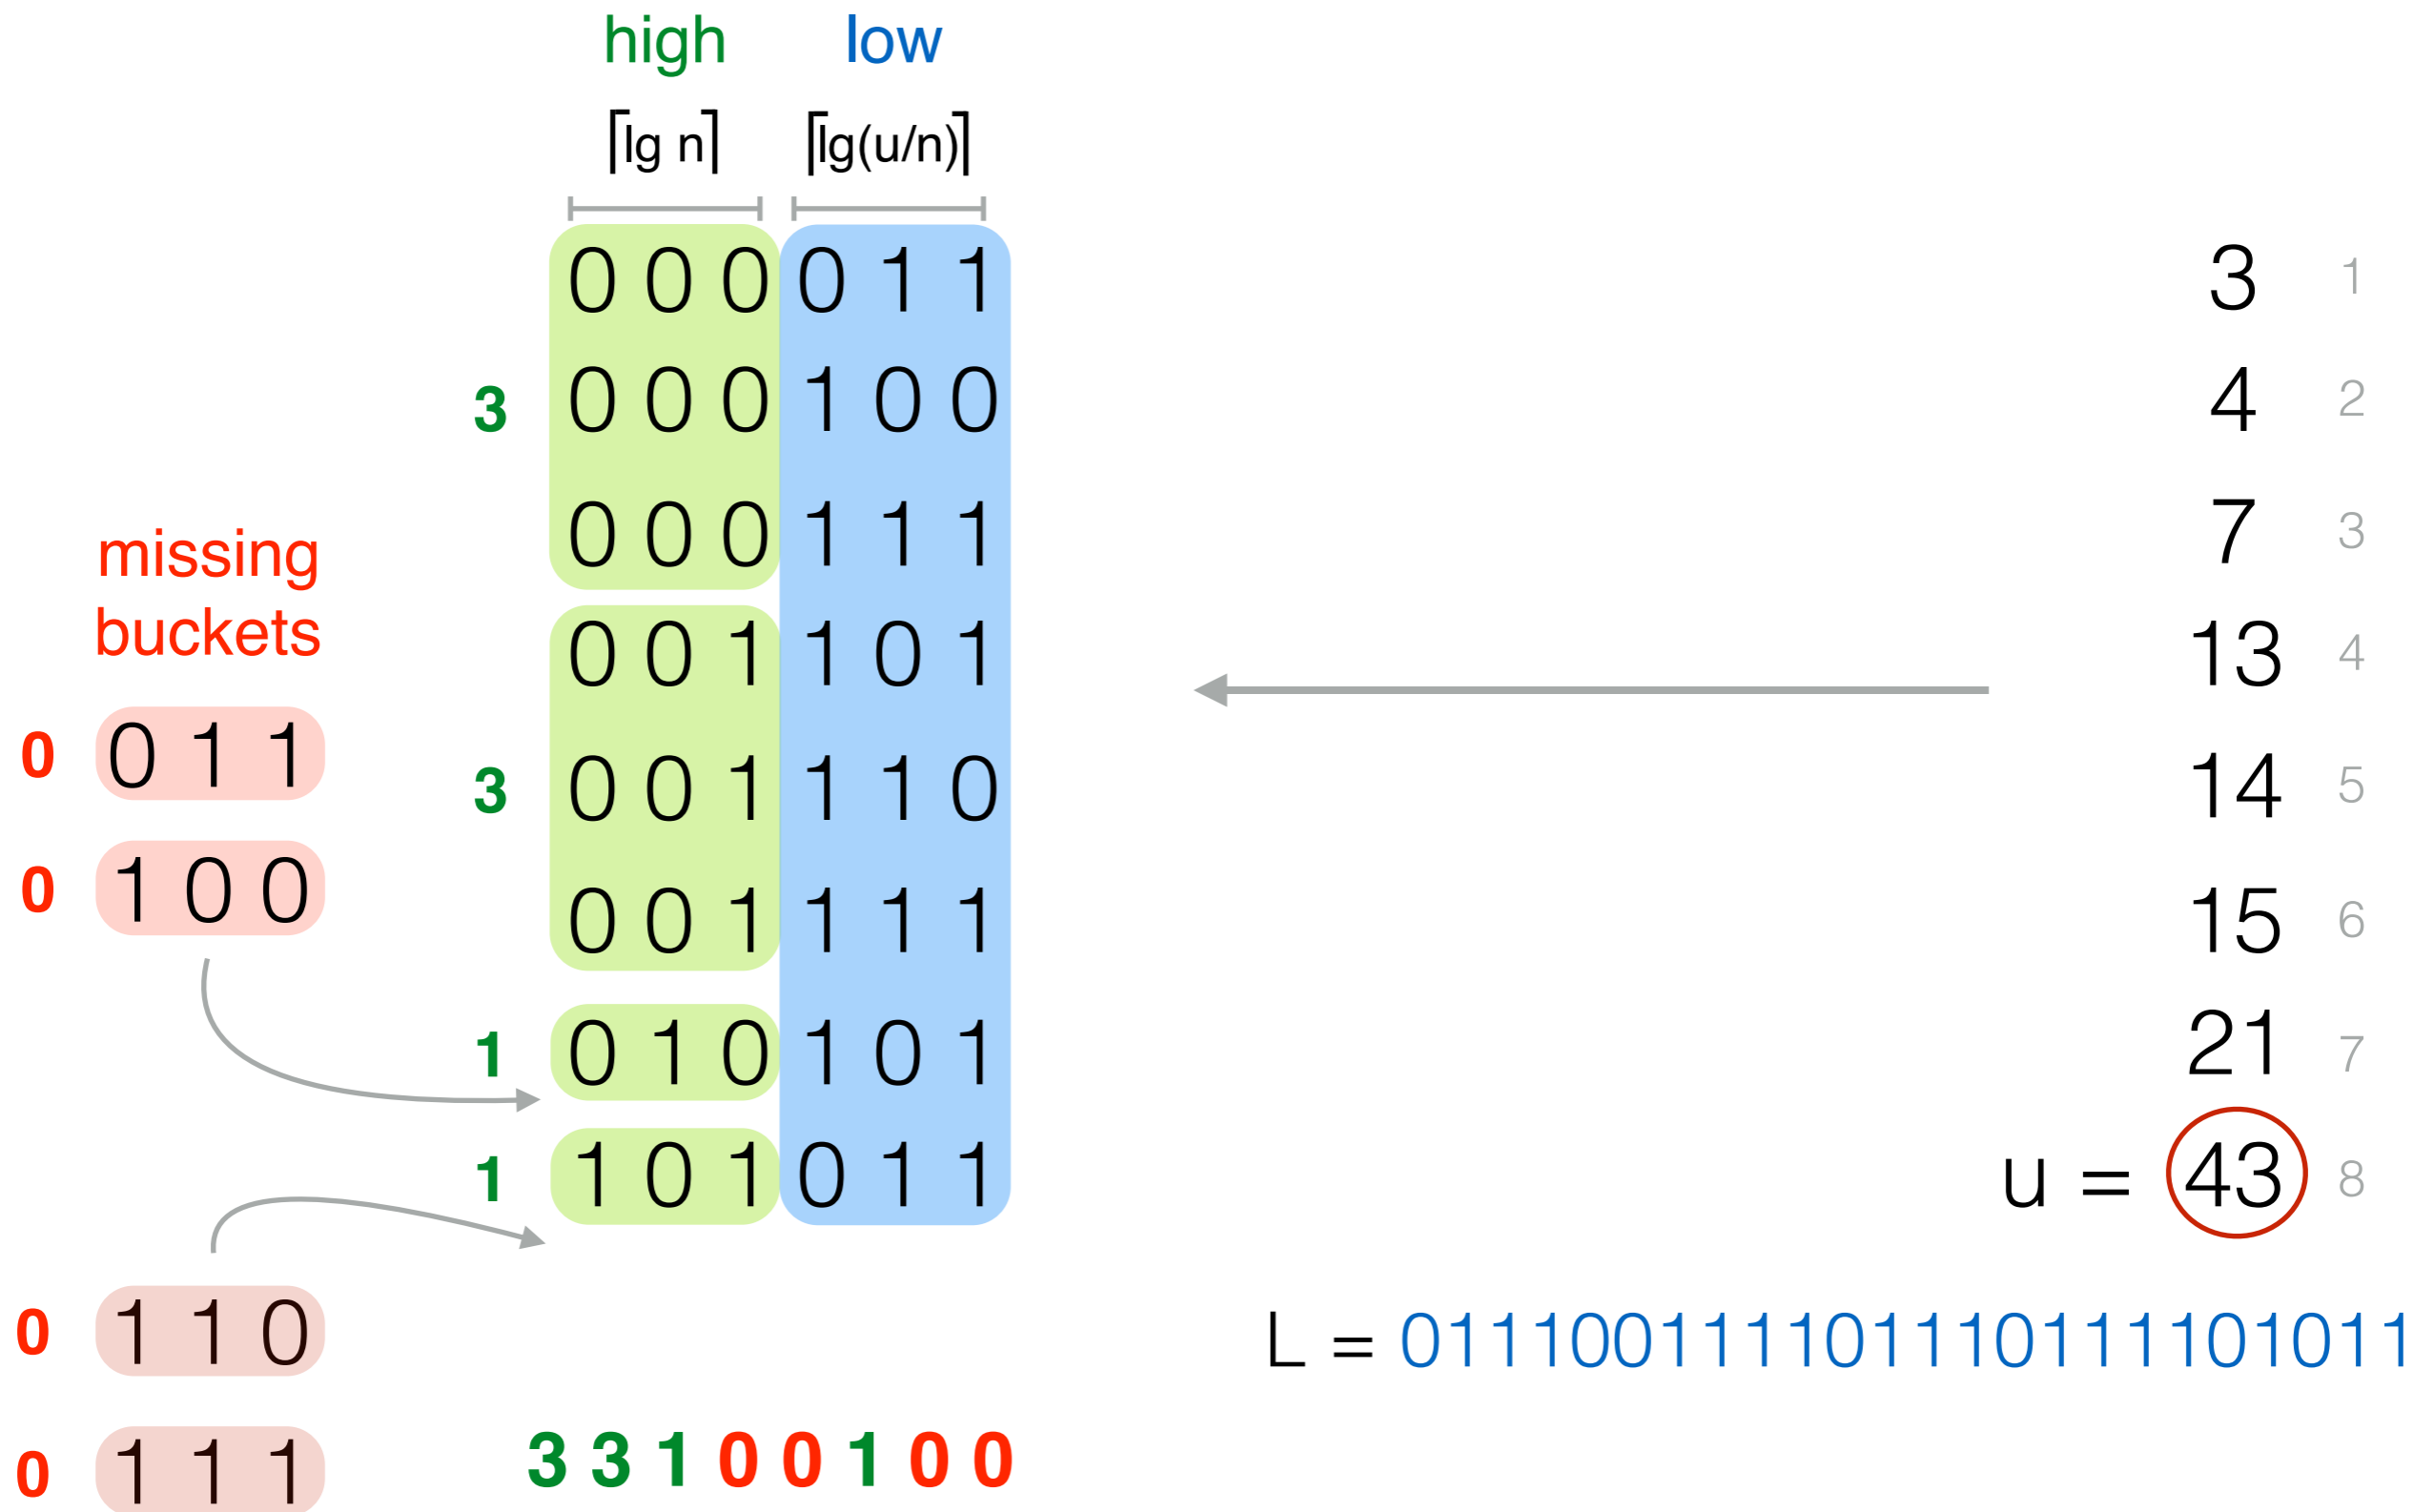 high low
⌈lg n⌉ ⌈lg(u/n)⌉
0 0 0 0 1 1 3 1
3 0 0 0 1 0 0 4 2
0 0 0 1 1 1 7 3
missing
buckets
0 0 1 1 0 1 13 4
0 0 1 1
3 0 0 1 1 1 0 14 5
0 1 0 0
0 0 1 1 1 1 15 6
1 0 1 0 1 0 1 21 7
1 1 0 1 0 1 1 u = 43 8
0 1 1 0
L = 011100111101110111101011
0 1 1 1
3 3 1 0 0 1 0 0